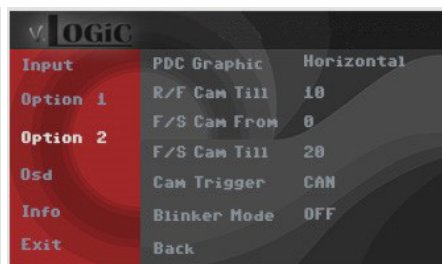 v.LOGiC
Input
Option 1
Option 2
Osd
Info
Exit
PDC Graphic Horizontal
R/F Cam Till 10
F/S Cam From 0
F/S Cam Till 20
Cam Trigger CAN
Blinker Mode OFF
Back